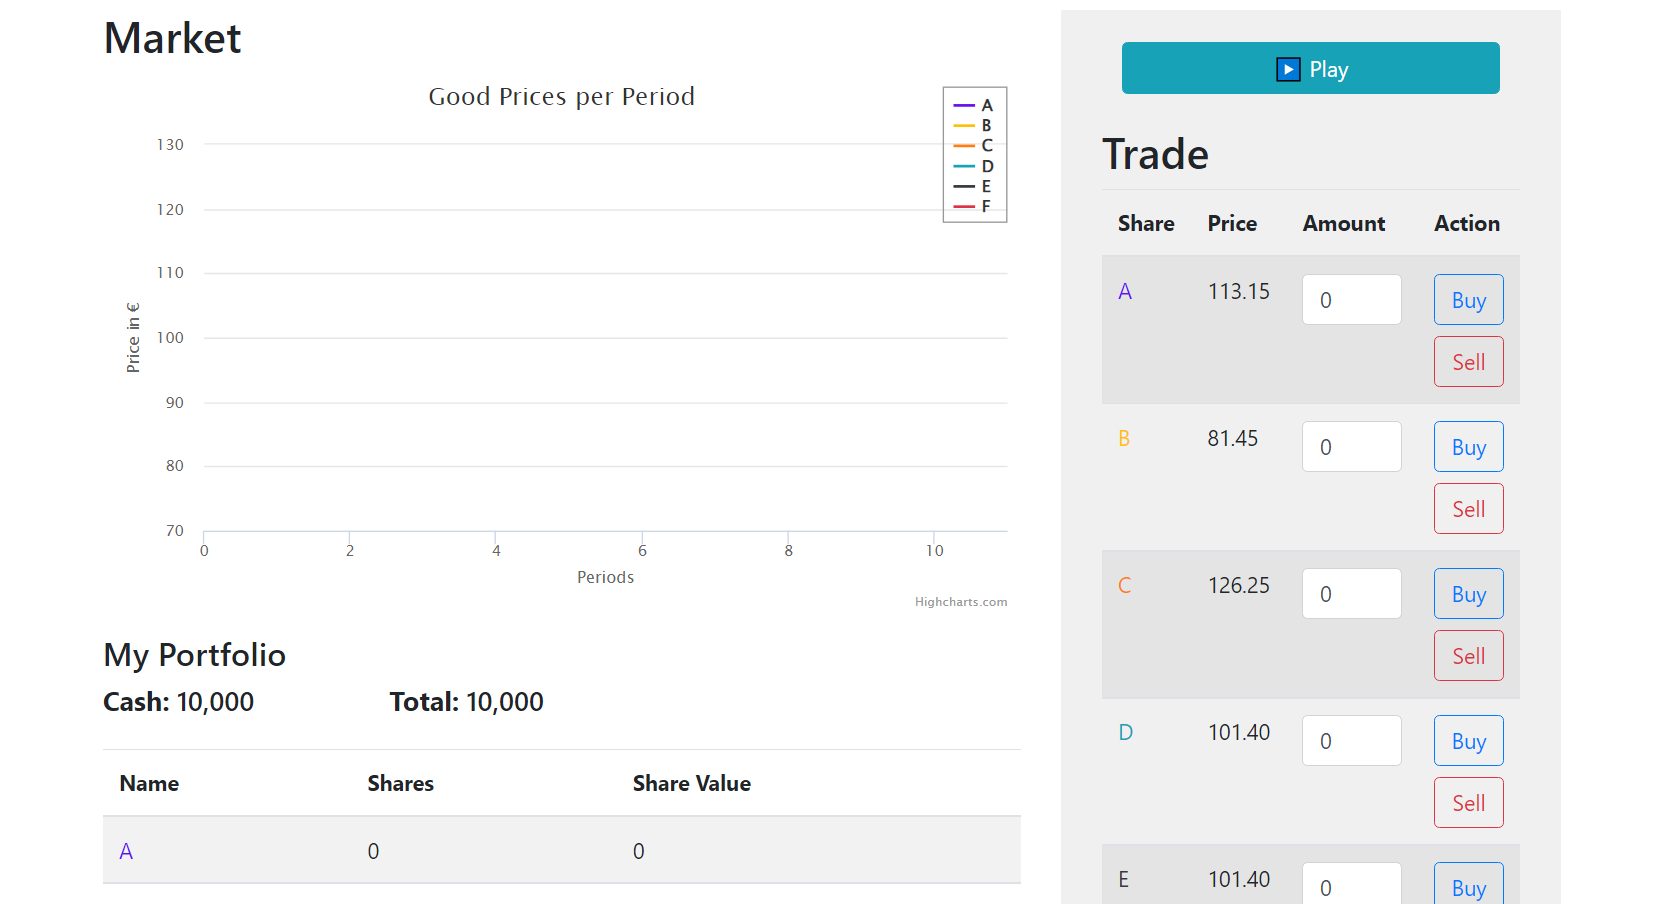 Market
Good Prices per Period
A
B
C
D
E
F
130
120
110
100
90
80
70
Price in €
0 2 4 6 8 10
Periods
Highcharts.com
My Portfolio
Cash: 10,000 Total: 10,000
Name Shares Share Value
A 0 0
Play
Trade
Share Price Amount Action
A 113.15 0 Buy
Sell
B 81.45 0 Buy
Sell
C 126.25 0 Buy
Sell
D 101.40 0 Buy
Sell
E 101.40 0 Buy